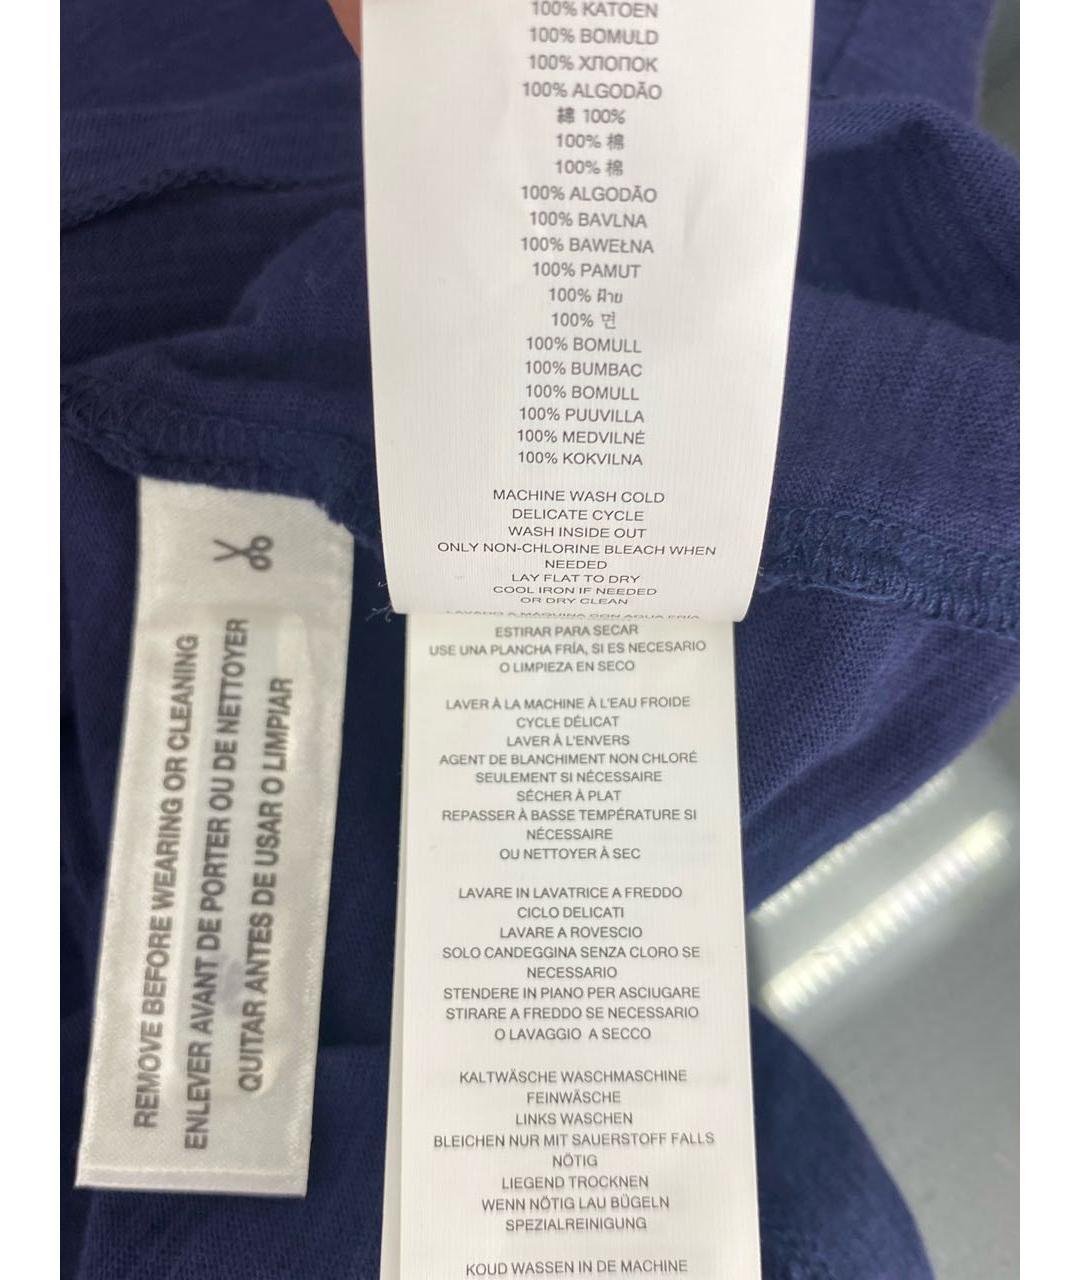 100% KATOEN
100% BOMULD
100% ХЛОПОК
100% ALGODÃO
綿 100%
100% 棉
100% 棉
100% ALGODÃO
100% BAVLNA
100% BAWEŁNA
100% PAMUT
100% ฝ้าย
100% 면
100% BOMULL
100% BUMBAC
100% BOMULL
100% PUUVILLA
100% MEDVILNĖ
100% KOKVILNA
MACHINE WASH COLD
DELICATE CYCLE
WASH INSIDE OUT
ONLY NON-CHLORINE BLEACH WHEN
NEEDED
LAY FLAT TO DRY
COOL IRON IF NEEDED
OR DRY CLEAN
LAVADO A MAQUINA CON AGUA FRÍA
ESTIRAR PARA SECAR
USE UNA PLANCHA FRÍA, SI ES NECESARIO
O LIMPIEZA EN SECO
LAVER À LA MACHINE À L'EAU FROIDE
CYCLE DÉLICAT
LAVER À L'ENVERS
AGENT DE BLANCHIMENT NON CHLORÉ
SEULEMENT SI NÉCESSAIRE
SÉCHER À PLAT
REPASSER À BASSE TEMPÉRATURE SI
NÉCESSAIRE
OU NETTOYER À SEC
LAVARE IN LAVATRICE A FREDDO
CICLO DELICATI
LAVARE A ROVESCIO
SOLO CANDEGGINA SENZA CLORO SE
NECESSARIO
STENDERE IN PIANO PER ASCIUGARE
STIRARE A FREDDO SE NECESSARIO
O LAVAGGIO A SECCO
KALTWÄSCHE WASCHMASCHINE
FEINWÄSCHE
LINKS WASCHEN
BLEICHEN NUR MIT SAUERSTOFF FALLS
NÖTIG
LIEGEND TROCKNEN
WENN NÖTIG LAU BÜGELN
SPEZIALREINIGUNG
KOUD WASSEN IN DE MACHINE
REMOVE BEFORE WEARING OR CLEANING
ENLEVER AVANT DE PORTER OU DE NETTOYER
QUITAR ANTES DE USAR O LIMPIAR